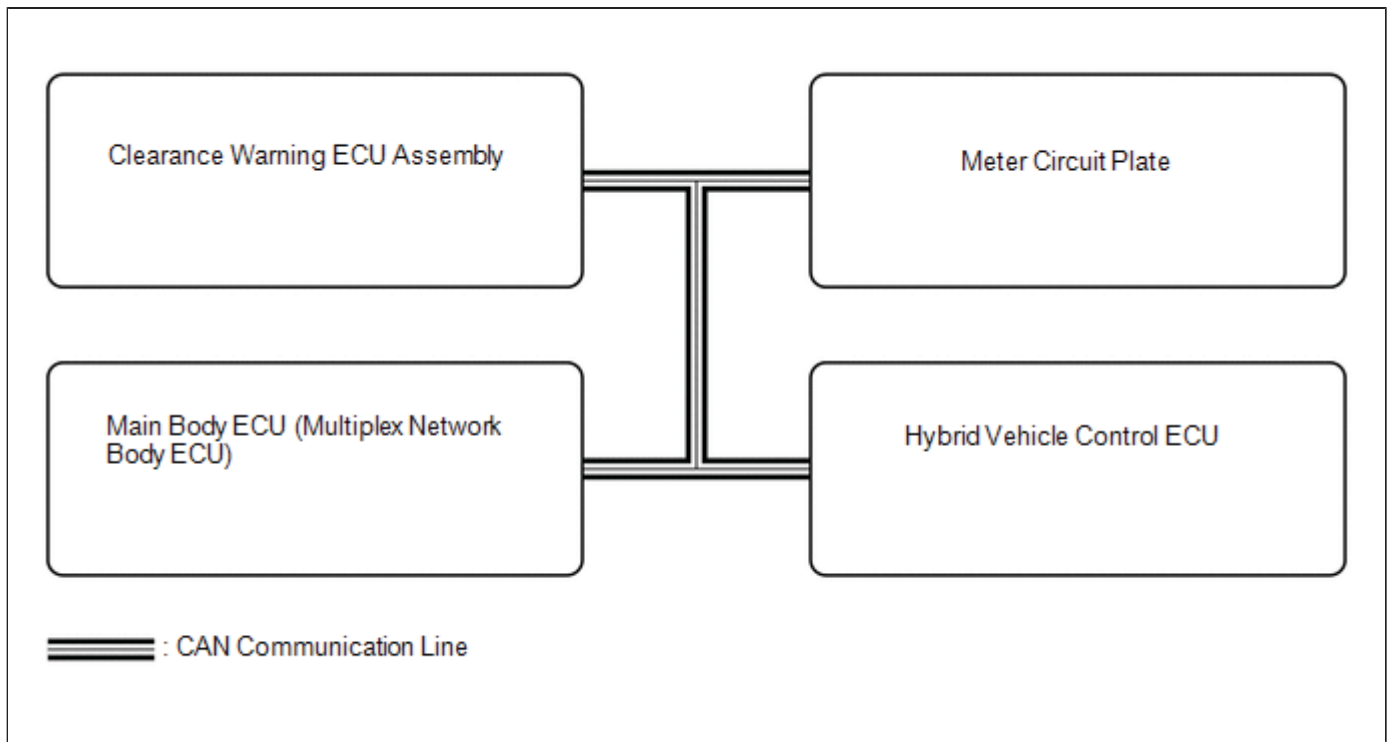 Clearance Warning ECU Assembly
Meter Circuit Plate
Main Body ECU (Multiplex Network
Body ECU)
Hybrid Vehicle Control ECU
: CAN Communication Line